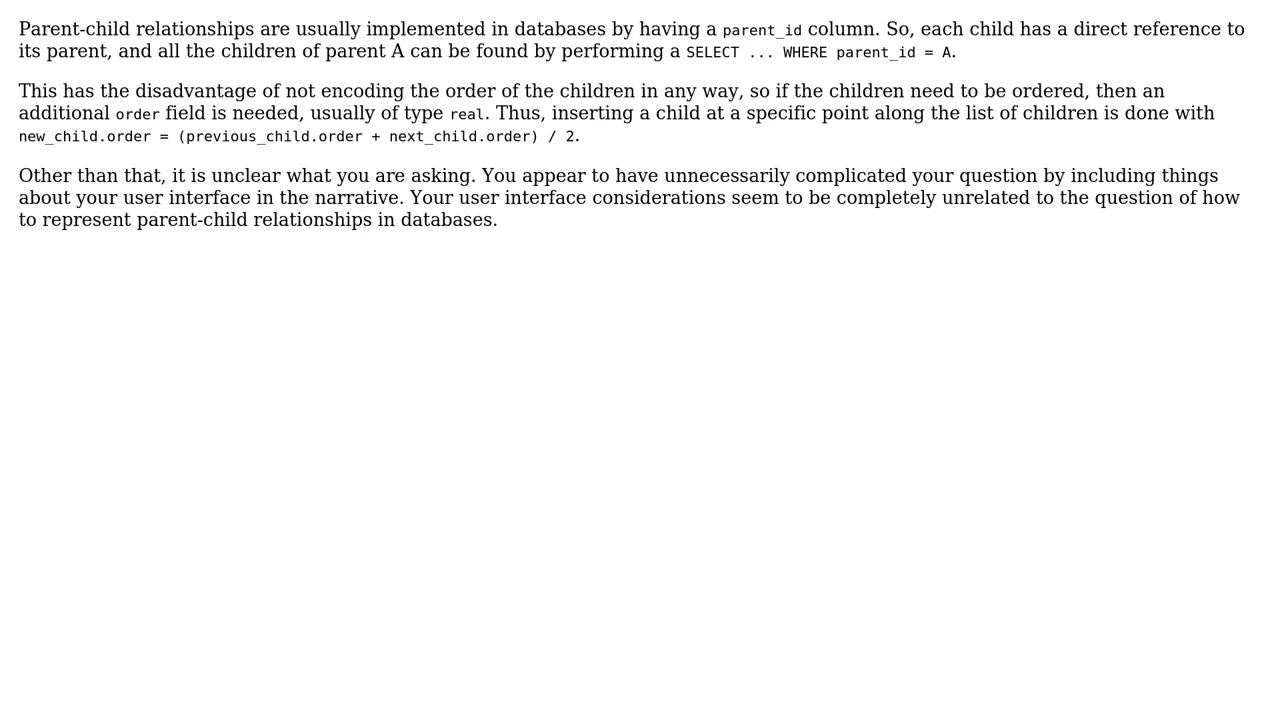 Parent-child relationships are usually implemented in databases by having a parent_id column. So, each child has a direct reference to
its parent, and all the children of parent A can be found by performing a SELECT ... WHERE parent_id = A.
This has the disadvantage of not encoding the order of the children in any way, so if the children need to be ordered, then an
additional order field is needed, usually of type real. Thus, inserting a child at a specific point along the list of children is done with
new_child.order = (previous_child.order + next_child.order) / 2.
Other than that, it is unclear what you are asking. You appear to have unnecessarily complicated your question by including things
about your user interface in the narrative. Your user interface considerations seem to be completely unrelated to the question of how
to represent parent-child relationships in databases.